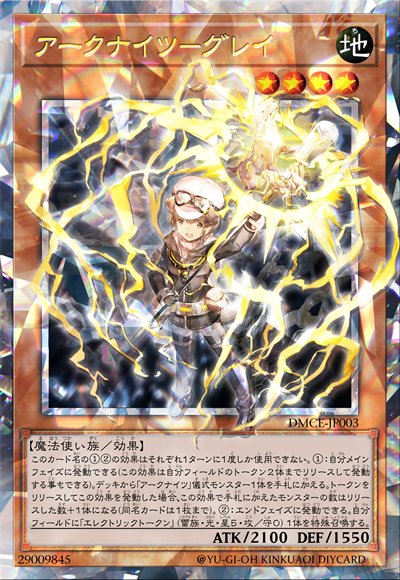 アークナイツーグレイ
地
DMCE-JP003
【魔法使い族／効果】
このカード名の①②の効果はそれぞれ1ターンに1度しか使用できない。①：自分メイン
フェイズに発動できる(この効果は自分フィールドのトークン2体までリリースして発動
する事もできる)。デッキから「アークナイツ」儀式モンスター1体を手札に加える。トークン
リリースしてこの効果を発動した場合、この効果で手札に加えたモンスターの数はリリ
ースした数+1体になる(同名カードは1枚まで)。②：エンドフェイズに発動できる。自分
フィールドに「エレクトリックトークン」(雷族・光・星5・攻／守0)1体を特殊召喚する。
ATK/2100 DEF/1550
29009845 @YU-GI-OH KINKUAOI DIYCARD